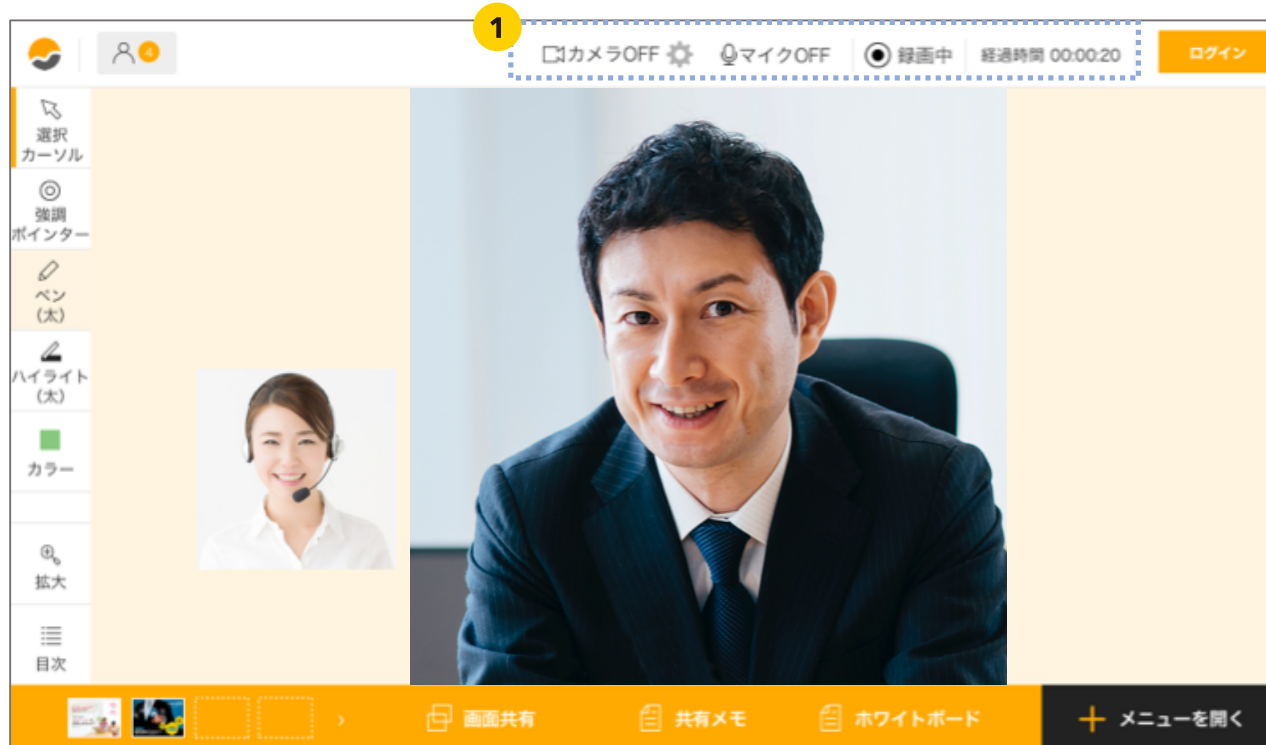 1
4
カメラOFF
マイクOFF
録画中
経過時間 00:00:20
ログイン
選択
カーソル
強調
ポインター
ペン
(太)
ハイライト
(太)
カラー
拡大
目次
画面共有
共有メモ
ホワイトボード
メニューを開く